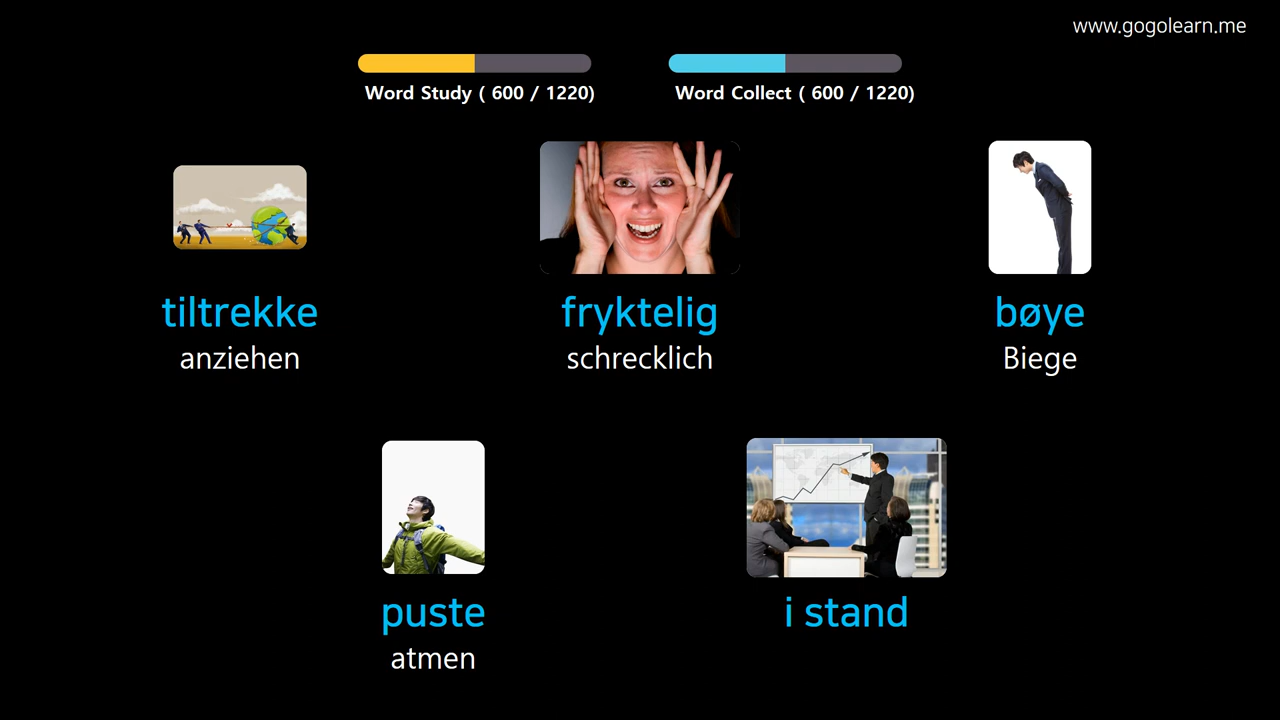 www.gogolearn.me
Word Study ( 600 / 1220)
Word Collect ( 600 / 1220)
tiltrekke
anziehen
fryktelig
schrecklich
bøye
Biege
puste
atmen
i stand